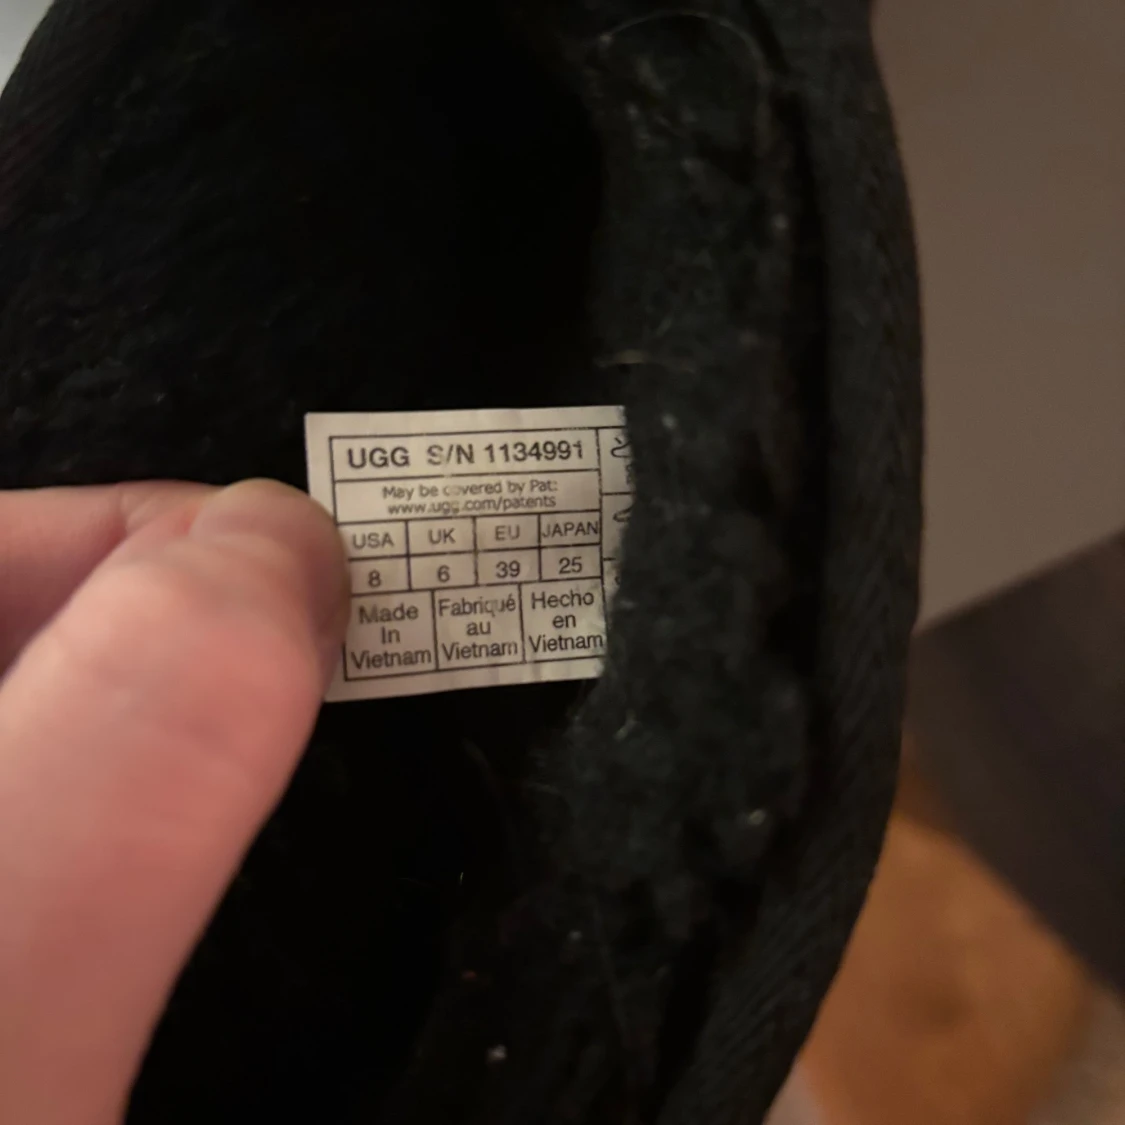 UGG S/N 1134991
May be covered by Pat:
www.ugg.com/patents
USA UK EU JAPAN
8 6 39 25
Made In Vietnam
Fabriqué au Vietnam
Hecho en Vietnam